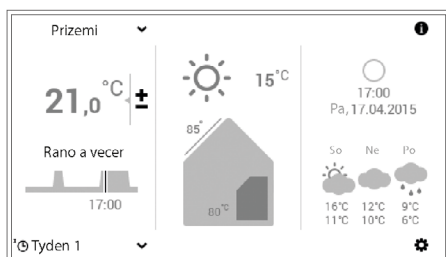 Prizemi
21,0 °C ±
Rano a vecer
17:00
Tyden 1
15°C
85°
80°C
17:00
Pa, 17.04.2015
So Ne Po
16°C 12°C 9°C
11°C 10°C 6°C